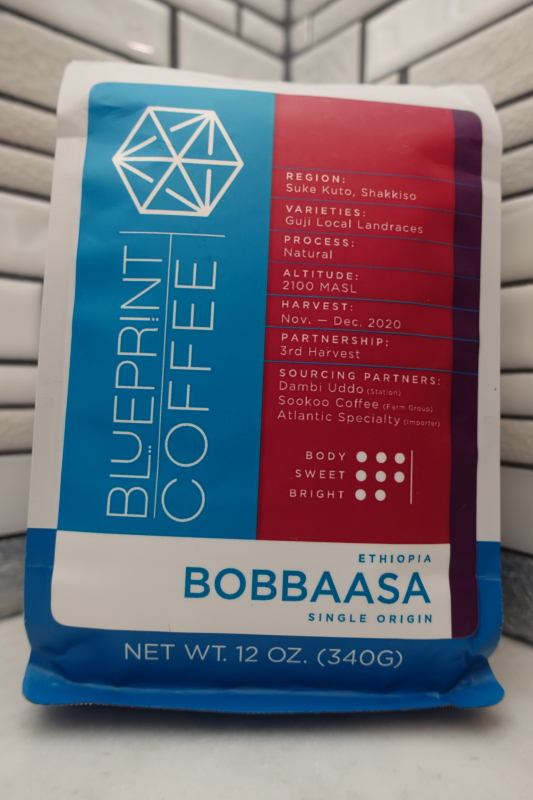 BLUEPRINT
COFFEE
REGION:
Suke Kuto, Shakkiso
VARIETIES:
Guji Local Landraces
PROCESS:
Natural
ALTITUDE:
2100 MASL
HARVEST:
Nov. — Dec. 2020
PARTNERSHIP:
3rd Harvest
SOURCING PARTNERS:
Dambi Uddo (Station)
Sookoo Coffee (Farm Group)
Atlantic Specialty (Importer)
BODY
SWEET
BRIGHT
ETHIOPIA
BOBBAASA
SINGLE ORIGIN
NET WT. 12 OZ. (340G)